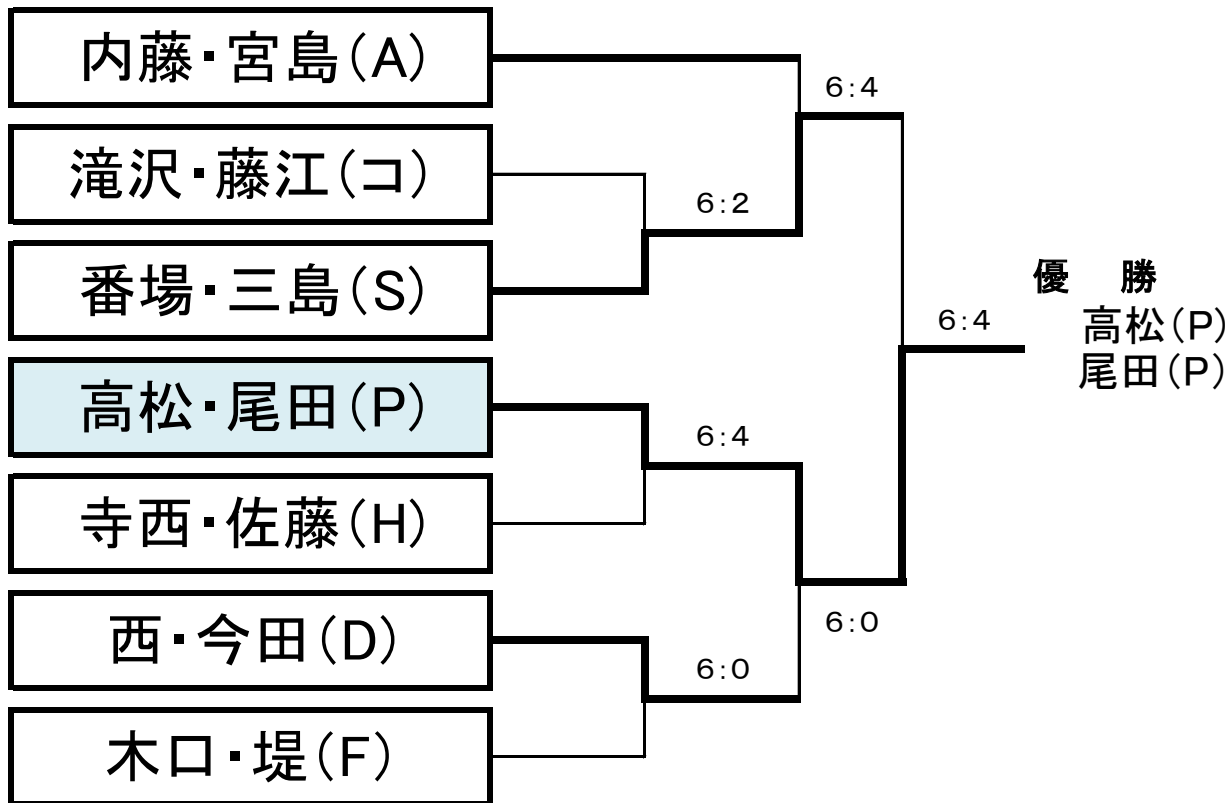 内藤・宮島（A）
6:4
滝沢・藤江（コ）
6:2
番場・三島（S）
優　勝
6:4
高松（P）
尾田（P）
高松・尾田（P）
6:4
寺西・佐藤（H）
西・今田（D）
6:0
6:0
木口・堤（F）